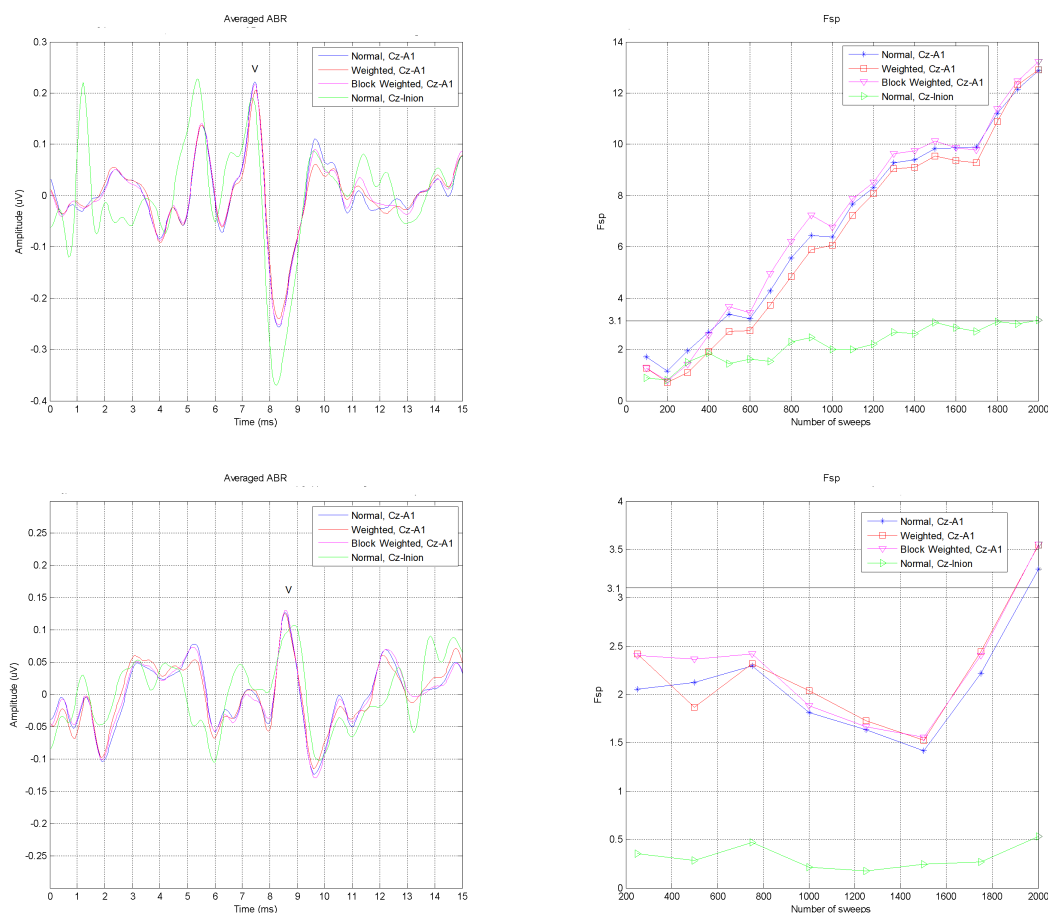 Averaged ABR
V
Normal, Cz-A1
Weighted, Cz-A1
Block Weighted, Cz-A1
Normal, Cz-Inion
Amplitude (uV)
0.3
0.2
0.1
0
-0.1
-0.2
-0.3
-0.4
0 1 2 3 4 5 6 7 8 9 10 11 12 13 14 15
Time (ms)
Fsp
Normal, Cz-A1
Weighted, Cz-A1
Block Weighted, Cz-A1
Normal, Cz-Inion
Fsp
14
12
10
8
6
4
3.1
2
0
0 200 400 600 800 1000 1200 1400 1600 1800 2000
Number of sweeps
Averaged ABR
V
Normal, Cz-A1
Weighted, Cz-A1
Block Weighted, Cz-A1
Normal, Cz-Inion
Amplitude (uV)
0.25
0.2
0.15
0.1
0.05
0
-0.05
-0.1
-0.15
-0.2
-0.25
0 1 2 3 4 5 6 7 8 9 10 11 12 13 14 15
Time (ms)
Fsp
Normal, Cz-A1
Weighted, Cz-A1
Block Weighted, Cz-A1
Normal, Cz-Inion
Fsp
4
3.5
3.1
3
2.5
2
1.5
1
0.5
0
200 400 600 800 1000 1200 1400 1600 1800 2000
Number of sweeps